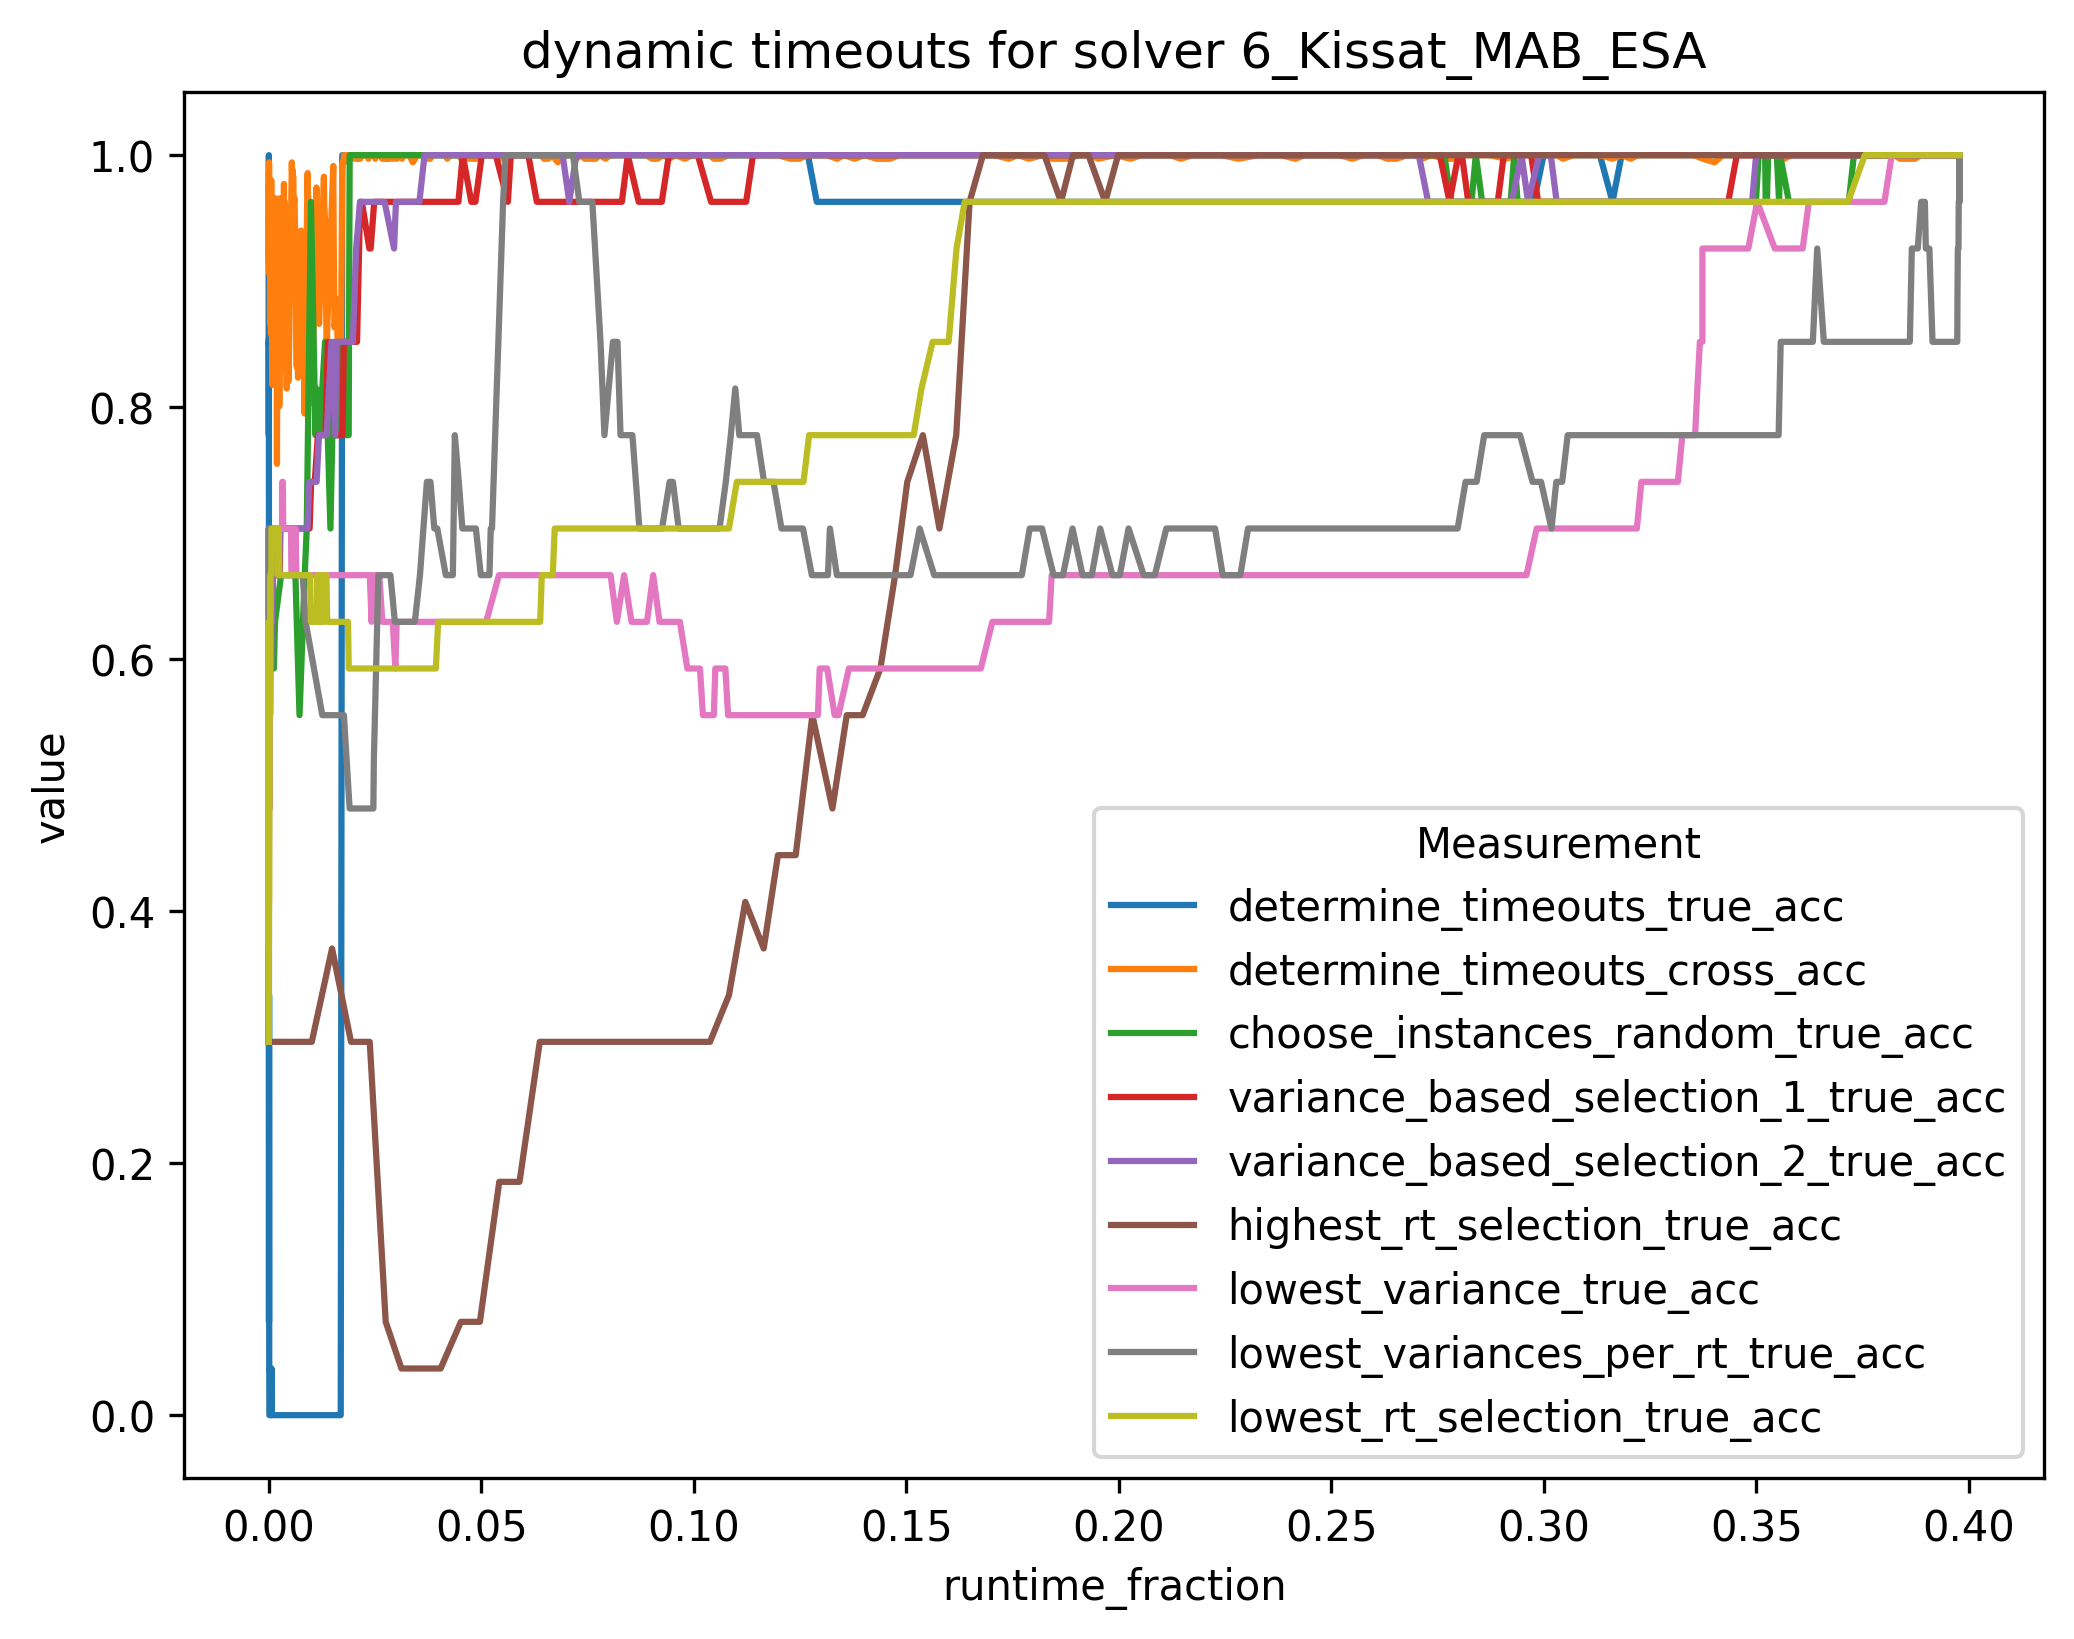 dynamic timeouts for solver 6_Kissat_MAB_ESA
1.0
0.8
0.6
0.4
0.2
0.0
value
Measurement
determine_timeouts_true_acc
determine_timeouts_cross_acc
choose_instances_random_true_acc
variance_based_selection_1_true_acc
variance_based_selection_2_true_acc
highest_rt_selection_true_acc
lowest_variance_true_acc
lowest_variances_per_rt_true_acc
lowest_rt_selection_true_acc
0.00 0.05 0.10 0.15 0.20 0.25 0.30 0.35 0.40
runtime_fraction